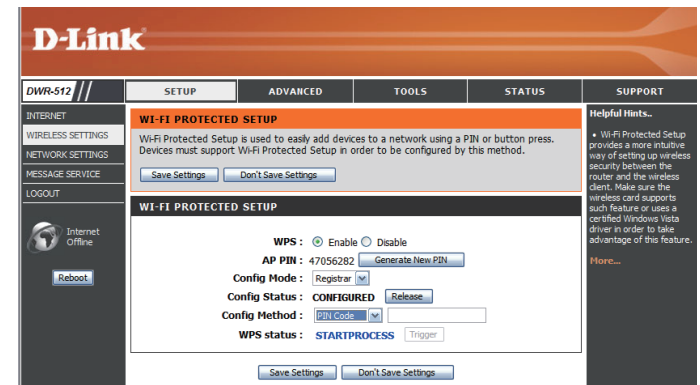 D-Link
DWR-512 SETUP ADVANCED TOOLS STATUS SUPPORT
INTERNET
WIRELESS SETTINGS
NETWORK SETTINGS
MESSAGE SERVICE
LOGOUT
Internet
Offline
Reboot
WI-FI PROTECTED SETUP
Wi-Fi Protected Setup is used to easily add devices to a network using a PIN or button press.
Devices must support Wi-Fi Protected Setup in order to be configured by this method.
Save Settings Don't Save Settings
WI-FI PROTECTED SETUP
WPS : Enable Disable
AP PIN : 47056282 Generate New PIN
Config Mode : Registrar
Config Status : CONFIGURED Release
Config Method : PIN Code
WPS status : STARTPROCESS Trigger
Save Settings Don't Save Settings
Helpful Hints..
• Wi-Fi Protected Setup
provides a more intuitive
way of setting up wireless
security between the
router and the wireless
client. Make sure the
wireless card supports
such feature or uses a
certified Windows Vista
driver in order to take
advantage of this feature.
More...